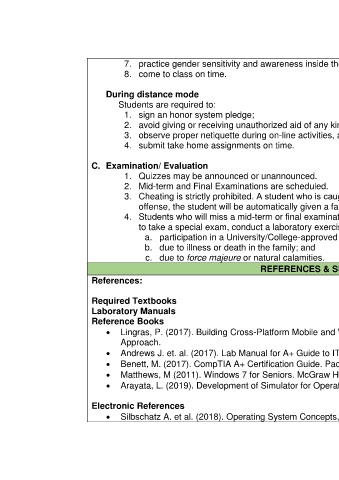 7. practice gender sensitivity and awareness inside th
8. come to class on time.
During distance mode
Students are required to:
1. sign an honor system pledge;
2. avoid giving or receiving unauthorized aid of any kin
3. observe proper netiquette during on-line activities, a
4. submit take home assignments on time.
C. Examination/ Evaluation
1. Quizzes may be announced or unannounced.
2. Mid-term and Final Examinations are scheduled.
3. Cheating is strictly prohibited. A student who is caug
offense, the student will be automatically given a fa
4. Students who will miss a mid-term or final examinat
to take a special exam, conduct a laboratory exercis
a. participation in a University/College-approved
b. due to illness or death in the family; and
c. due to force majeure or natural calamities.
REFERENCES & S
References:
Required Textbooks
Laboratory Manuals
Reference Books
• Lingras, P. (2017). Building Cross-Platform Mobile and
Approach.
• Andrews J. et. al. (2017). Lab Manual for A+ Guide to IT
• Benett, M. (2017). CompTIA A+ Certification Guide. Pac
• Matthews, M (2011). Windows 7 for Seniors. McGraw H
• Arayata, L. (2019). Development of Simulator for Opera
Electronic References
• Silbschatz A. et al. (2018). Operating System Concepts,